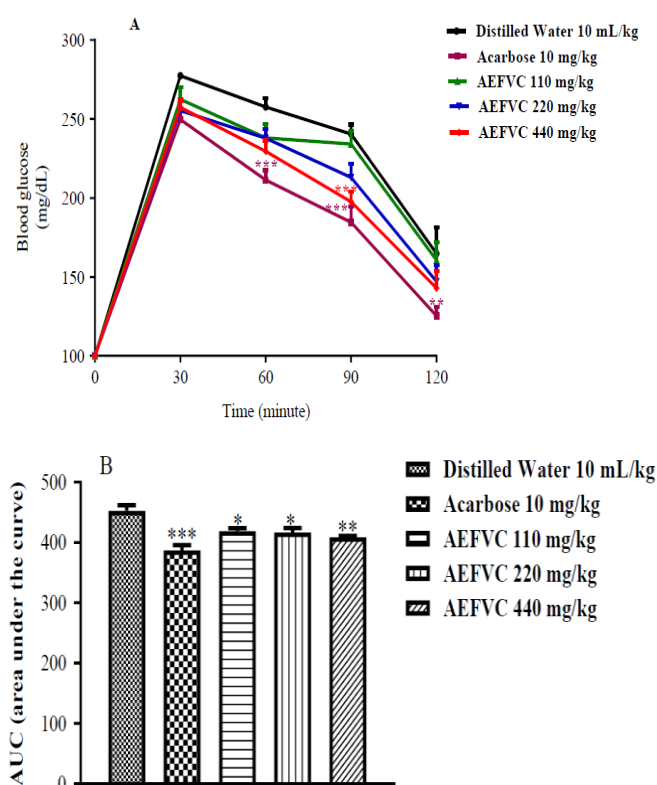 A
Blood glucose
(mg/dL)
300
250
200
150
100
***
***
***
**
0 30 60 90 120
Time (minute)
Distilled Water 10 mL/kg
Acarbose 10 mg/kg
AEFVC 110 mg/kg
AEFVC 220 mg/kg
AEFVC 440 mg/kg
B
AUC (area under the curve)
500
400
300
200
100
0
*** * * **
Distilled Water 10 mL/kg
Acarbose 10 mg/kg
AEFVC 110 mg/kg
AEFVC 220 mg/kg
AEFVC 440 mg/kg